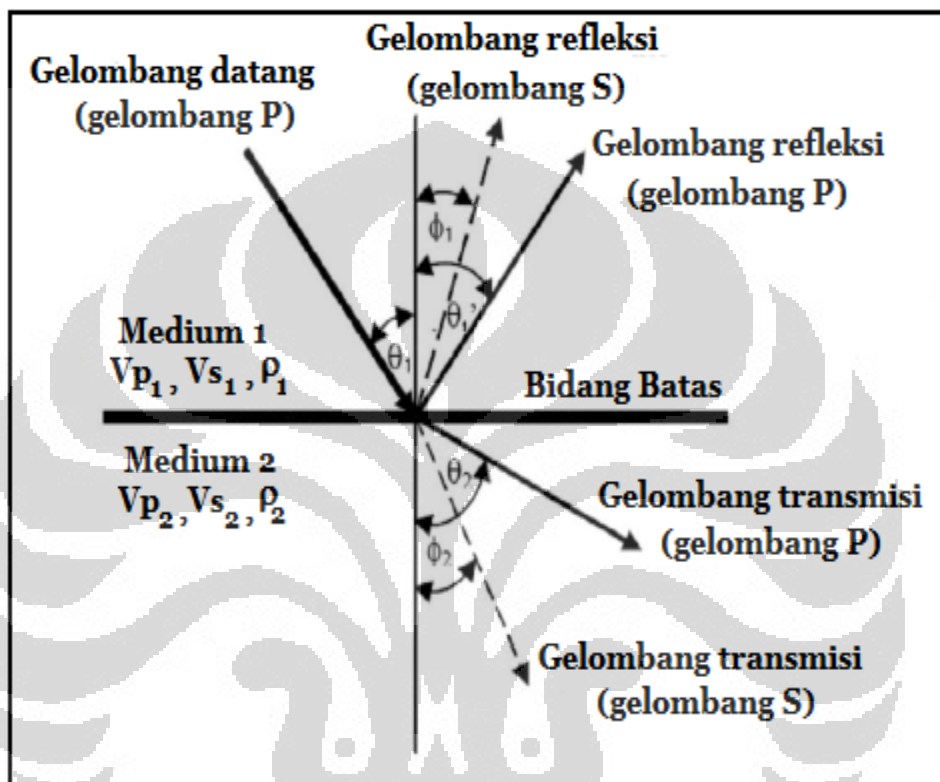 Gelombang refleksi
(gelombang S)
Gelombang datang
(gelombang P)
Gelombang refleksi
(gelombang P)
ϕ₁
θ₁'
θ₁
Medium 1
Vp₁, Vs₁, ρ₁
Bidang Batas
Medium 2
Vp₂, Vs₂, ρ₂
θ₂
Gelombang transmisi
(gelombang P)
ϕ₂
Gelombang transmisi
(gelombang S)